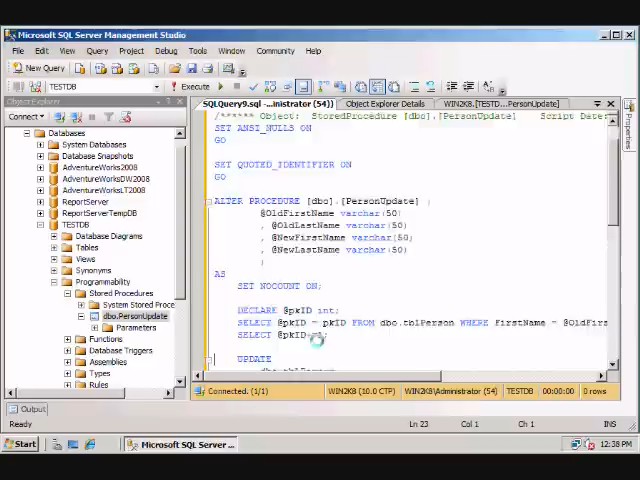 Microsoft SQL Server Management Studio
File Edit View Query Project Debug Tools Window Community Help
New Query
TESTDB Execute
Object Explorer
SQLQuery9.sql -...inistrator (54))
Object Explorer Details
WIN2K8.[TESTD...PersonUpdate]
Connect
Databases
System Databases
Database Snapshots
AdventureWorks2008
AdventureWorksDW2008
AdventureWorksLT2008
ReportServer
ReportServerTempDB
TESTDB
Database Diagrams
Tables
Views
Synonyms
Programmability
Stored Procedures
System Stored Proce
dbo.PersonUpdate
Parameters
Functions
Database Triggers
Assemblies
Types
Rules
/****** Object: StoredProcedure [dbo].[PersonUpdate] Script Date:
SET ANSI_NULLS ON
GO
SET QUOTED_IDENTIFIER ON
GO
ALTER PROCEDURE [dbo].[PersonUpdate] (
@OldFirstName varchar(50)
, @OldLastName varchar(50)
, @NewFirstName varchar(50)
, @NewLastName varchar(50)
)
AS
SET NOCOUNT ON;
DECLARE @pkID int;
SELECT @pkID = pkID FROM dbo.tblPerson WHERE FirstName = @OldFirs
SELECT @pkID
UPDATE
Properties
Connected. (1/1) WIN2K8 (10.0 CTP) WIN2K8\Administrator (54) TESTDB 00:00:00 0 rows
Output
Ready Ln 23 Col 1 Ch 1 INS
Start Microsoft SQL Server ... 12:38 PM